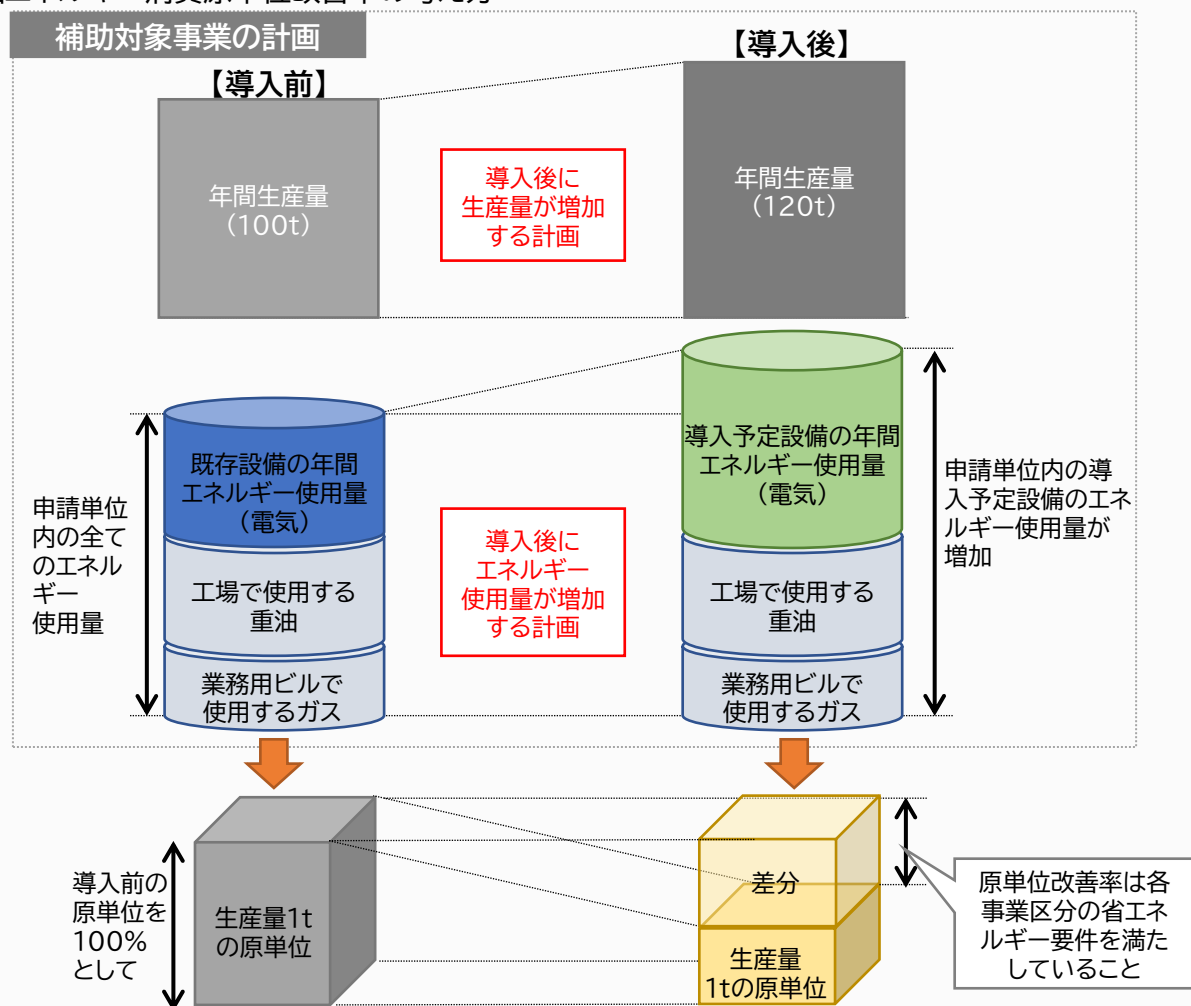 補助対象事業の計画
【導入前】
【導入後】
年間生産量
(100t)
導入後に
生産量が増加
する計画
年間生産量
(120t)
既存設備の年間
エネルギー使用量
(電気)
導入予定設備の年間
エネルギー使用量
(電気)
申請単位
内の全て
のエネル
ギー
使用量
工場で使用する
重油
業務用ビルで
使用するガス
導入後に
エネルギー
使用量が増加
する計画
工場で使用する
重油
業務用ビルで
使用するガス
申請単位内の導
入予定設備のエネ
ルギー使用量が
増加
導入前の
原単位を
100%
として
生産量1t
の原単位
差分
生産量
1tの原単位
原単位改善率は各
事業区分の省エネ
ルギー要件を満た
していること